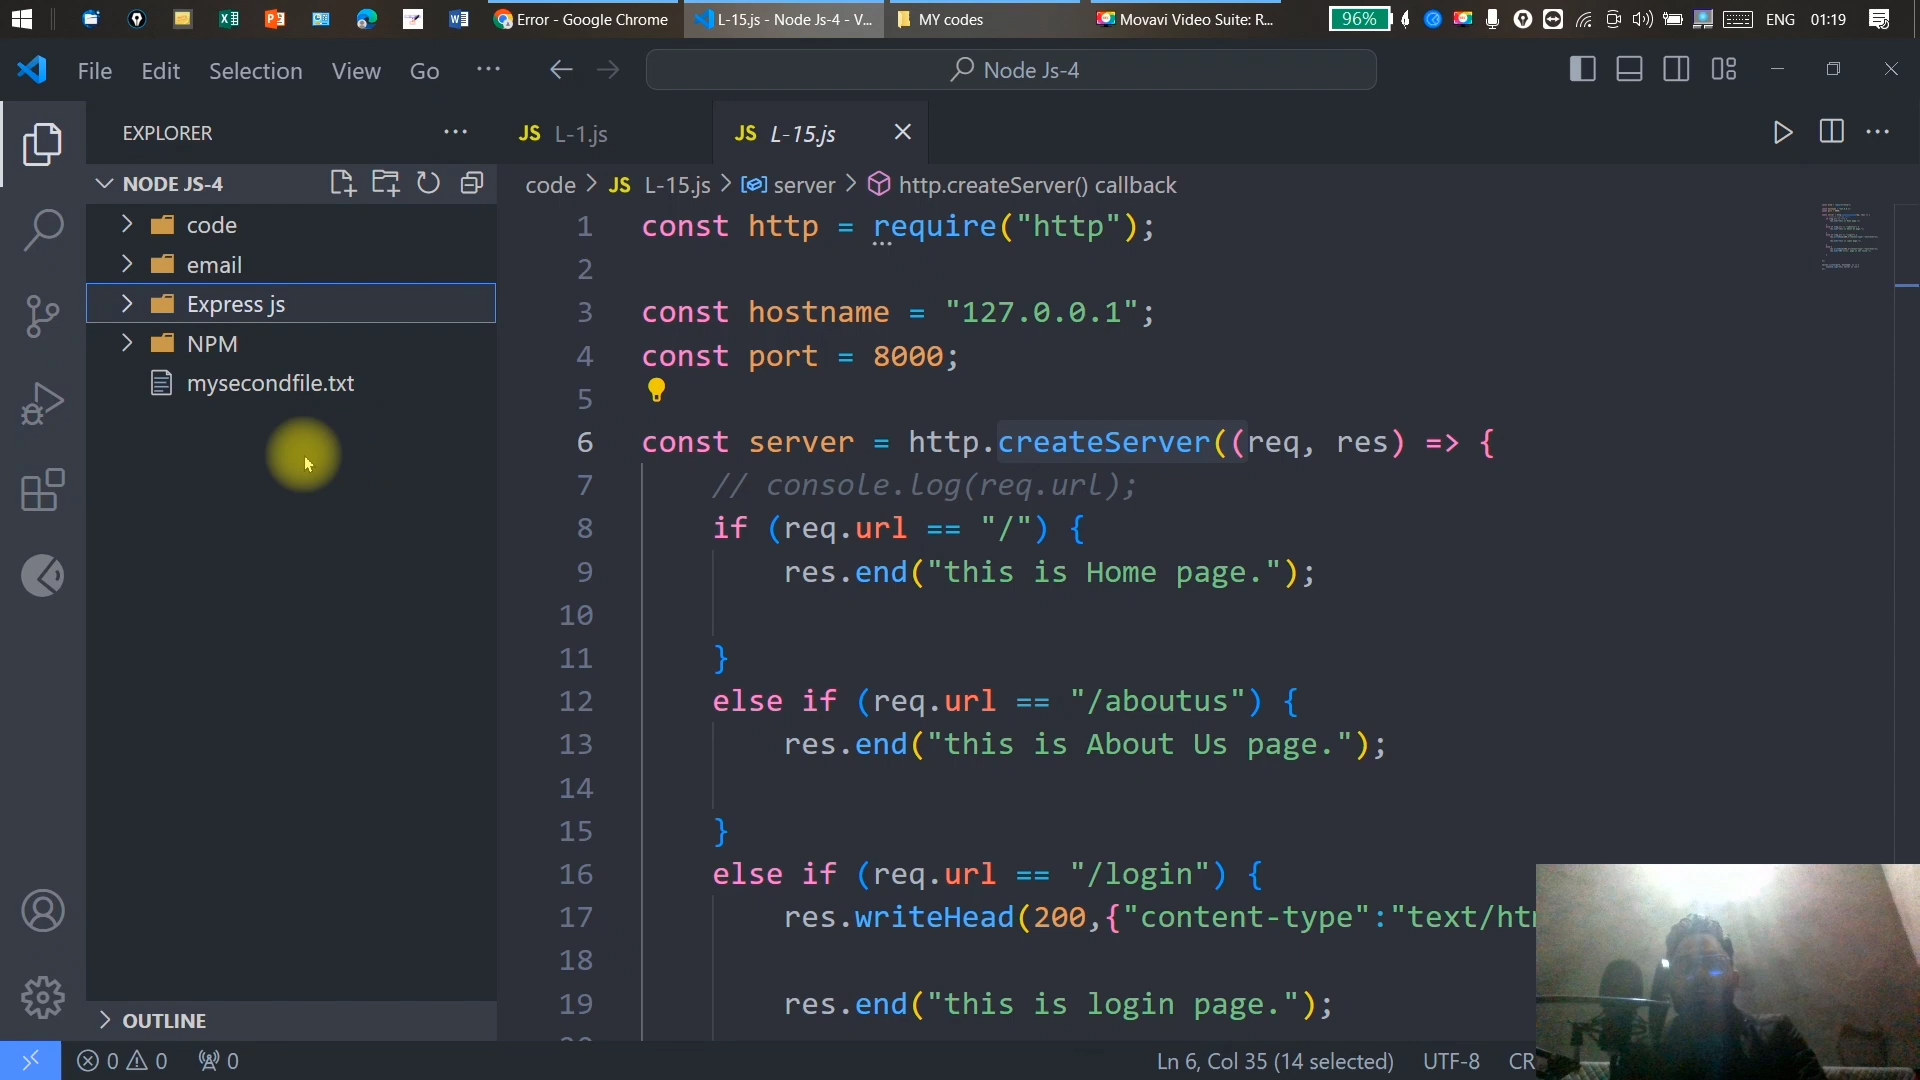 Error - Google Chrome
L-15.js - Node Js-4 - V...
MY codes
Movavi Video Suite: R...
96%
ENG
01:19
File
Edit
Selection
View
Go
Node Js-4
EXPLORER
JS L-1.js
JS L-15.js
NODE JS-4
code > JS L-15.js > server > http.createServer() callback
code
email
Express js
NPM
mysecondfile.txt
1 const http = require("http");
2
3 const hostname = "127.0.0.1";
4 const port = 8000;
5
6 const server = http.createServer((req, res) => {
7 // console.log(req.url);
8 if (req.url == "/") {
9 res.end("this is Home page.");
10
11 }
12 else if (req.url == "/aboutus") {
13 res.end("this is About Us page.");
14
15 }
16 else if (req.url == "/login") {
17 res.writeHead(200,{"content-type":"text/ht
18
19 res.end("this is login page.");
OUTLINE
0 0 0
Ln 6, Col 35 (14 selected)
UTF-8
CR